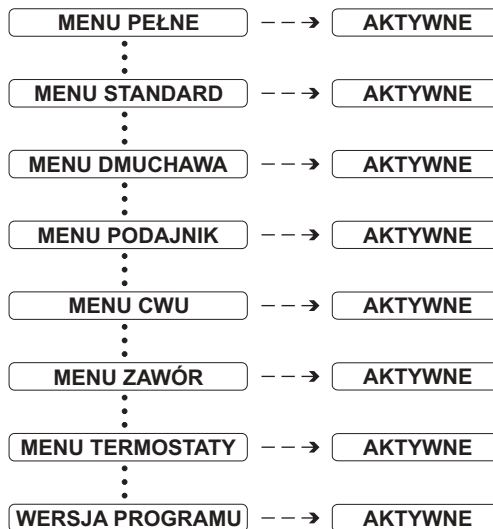 MENU PEŁNE AKTYWNE
MENU STANDARD AKTYWNE
MENU DMUCHAWA AKTYWNE
MENU PODAJNIK AKTYWNE
MENU CWU AKTYWNE
MENU ZAWÓR AKTYWNE
MENU TERMOSTATY AKTYWNE
WERSJA PROGRAMU AKTYWNE